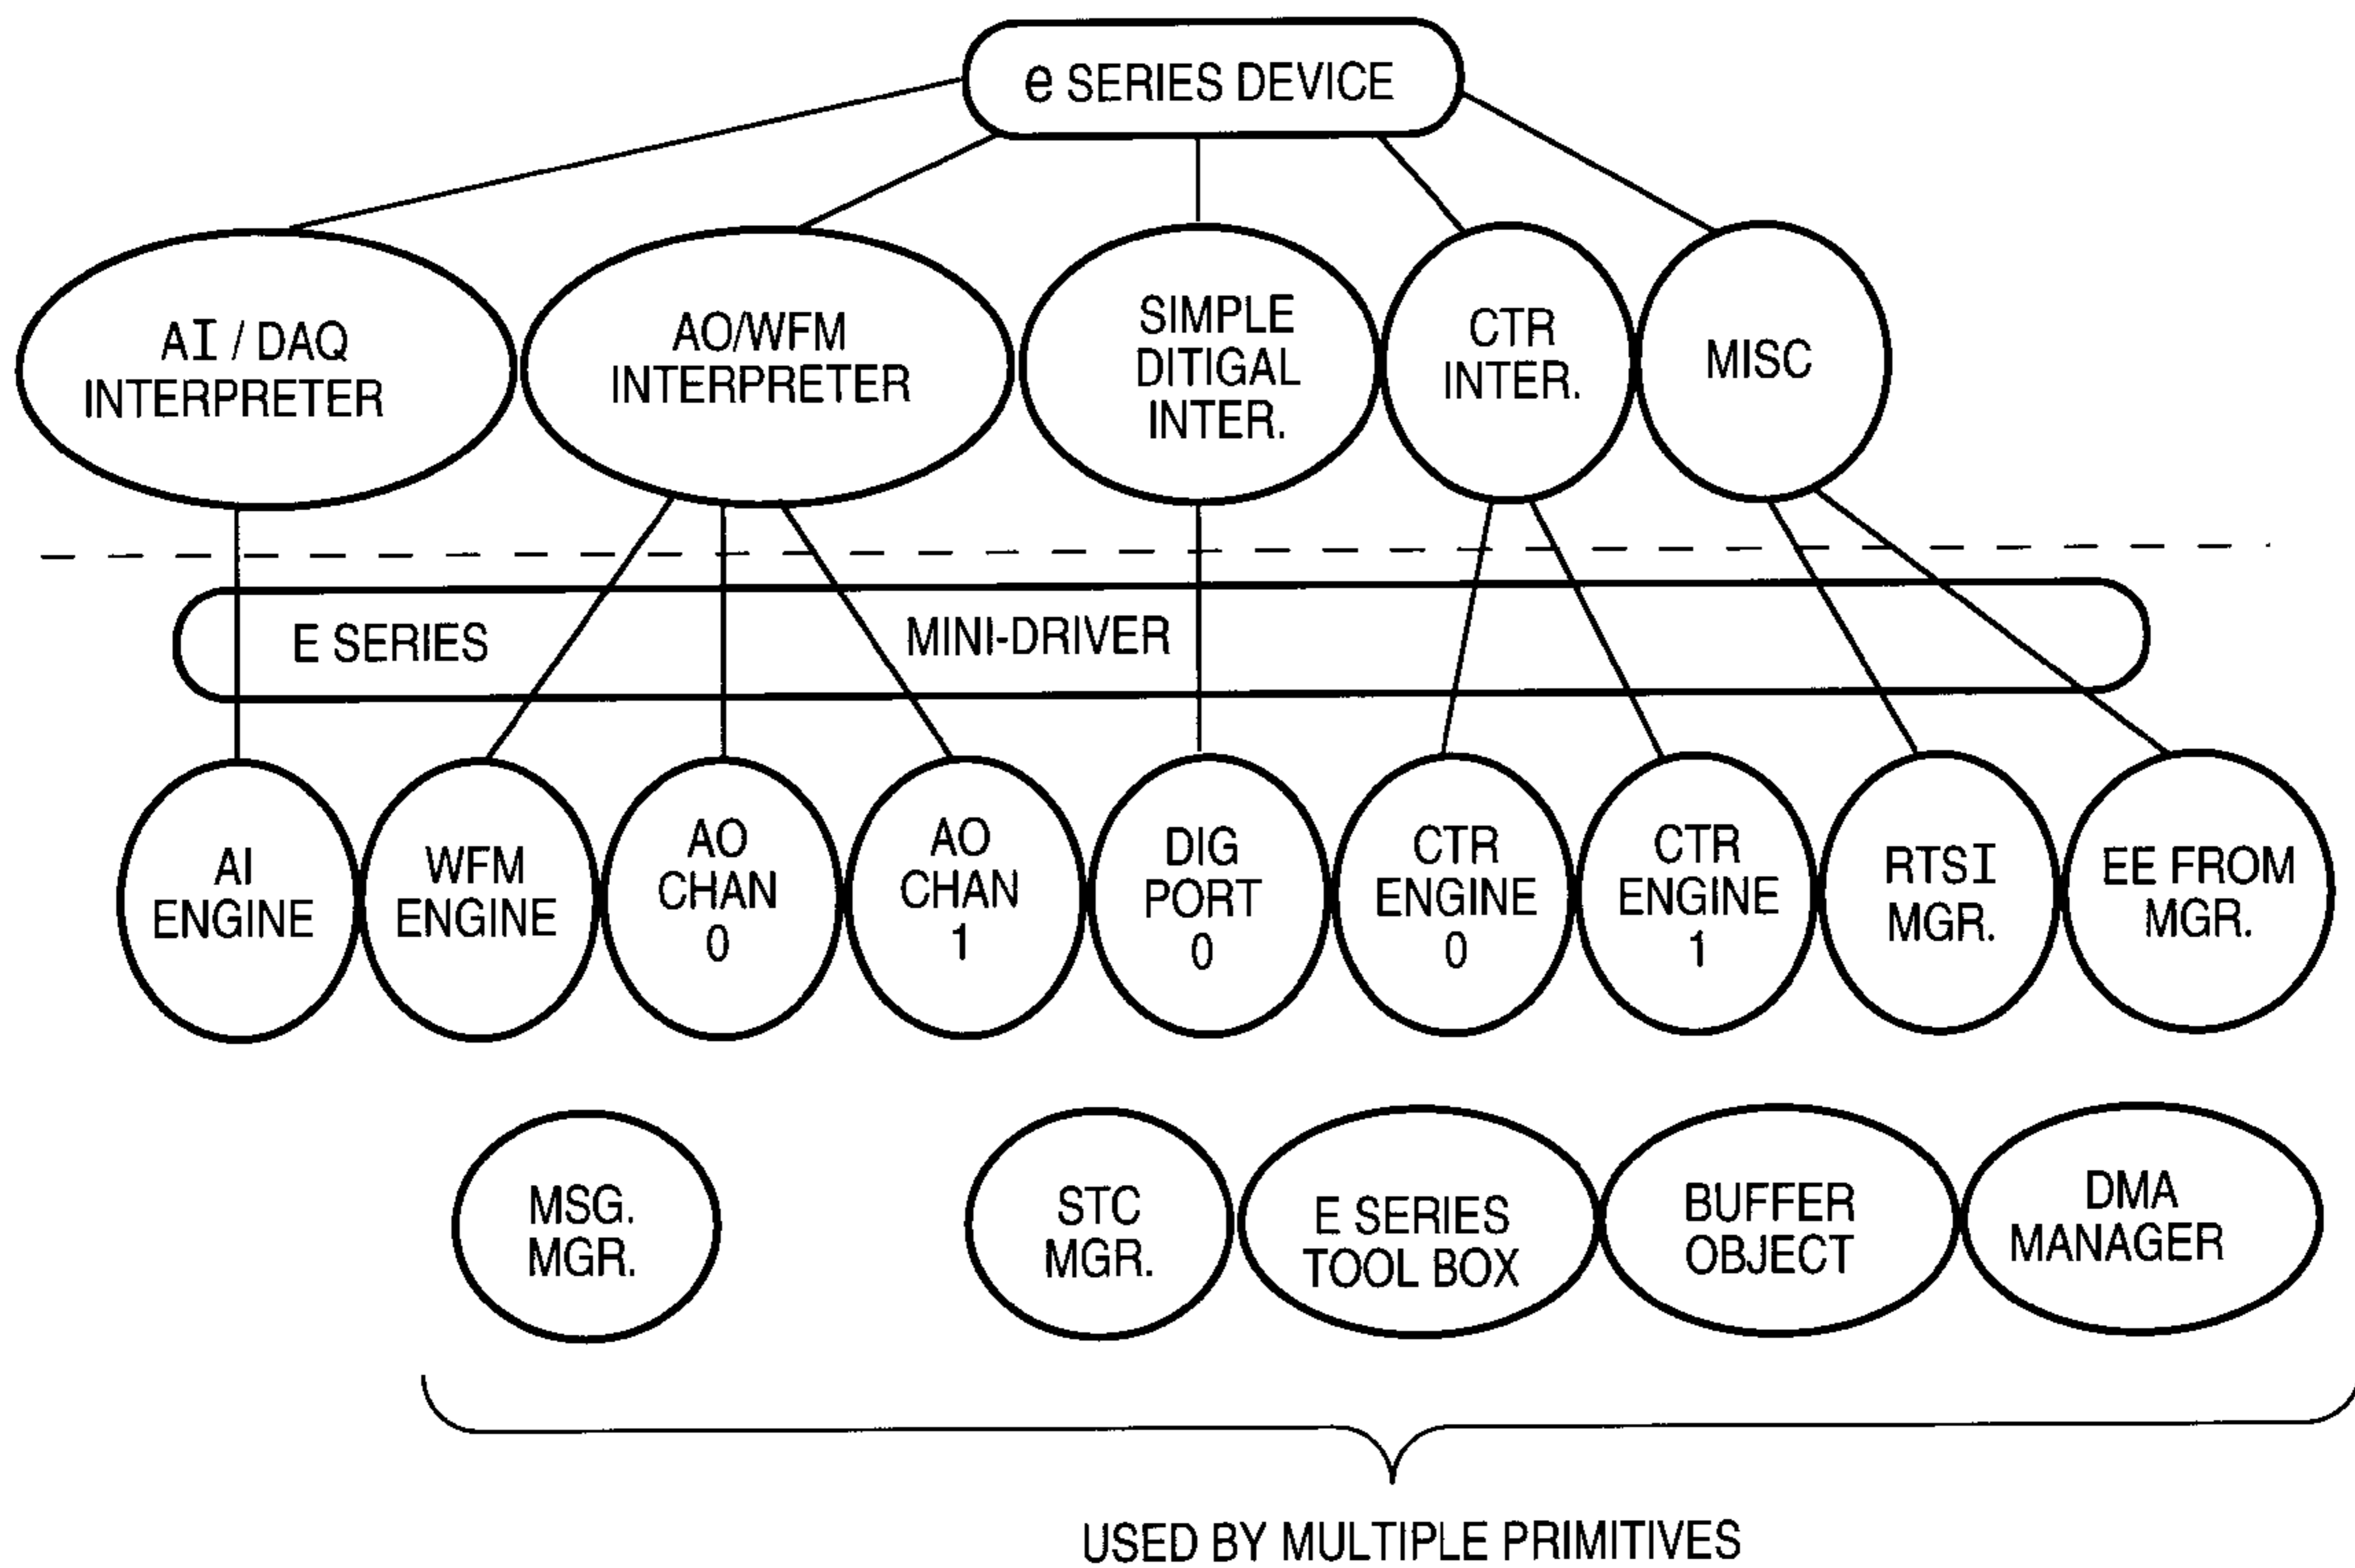 e SERIES DEVICE
AI / DAQ
INTERPRETER
AO/WFM
INTERPRETER
SIMPLE
DITIGAL
INTER.
CTR
INTER.
MISC
E SERIES
MINI-DRIVER
AI
ENGINE
WFM
ENGINE
AO
CHAN
0
AO
CHAN
1
DIG
PORT
0
CTR
ENGINE
0
CTR
ENGINE
1
RTSI
MGR.
EE FROM
MGR.
MSG.
MGR.
STC
MGR.
E SERIES
TOOL BOX
BUFFER
OBJECT
DMA
MANAGER
USED BY MULTIPLE PRIMITIVES